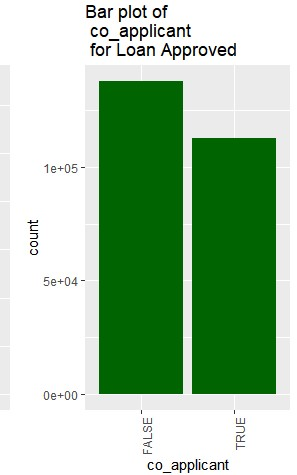 Bar plot of
co_applicant
for Loan Approved
count
1e+05
5e+04
0e+00
FALSE
TRUE
co_applicant